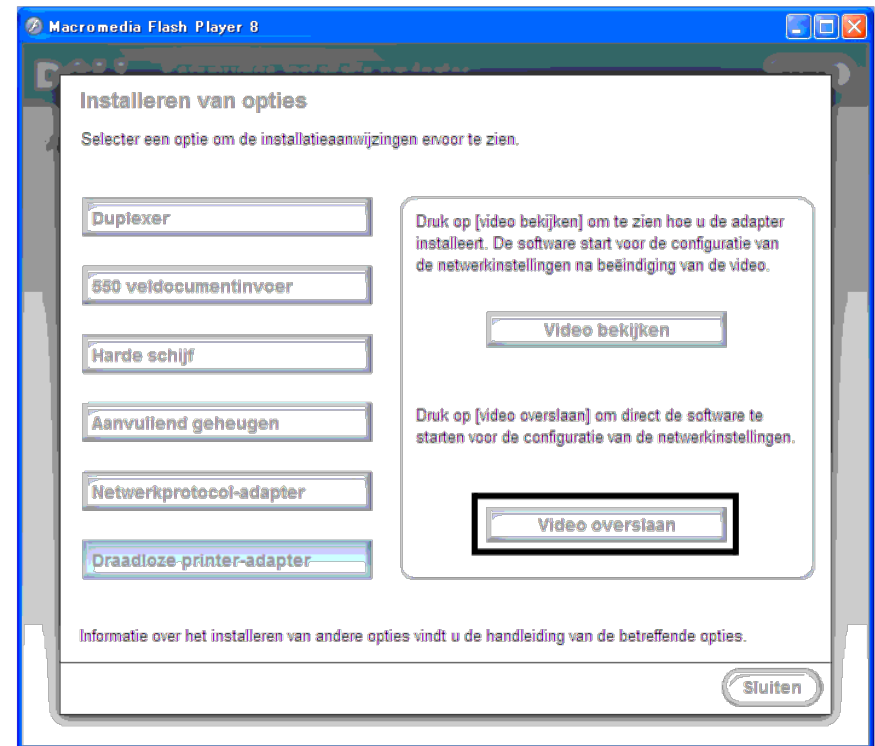 Macromedia Flash Player 8
Installeren van opties
Selecter een optie om de installatieaanwijzingen ervoor te zien.
Duplexer
550 veldocumentinvoer
Harde schijf
Aanvullend geheugen
Netwerkprotocol-adapter
Draadloze printer-adapter
Druk op [video bekijken] om te zien hoe u de adapter
installeert. De software start voor de configuratie van
de netwerkinstellingen na beëindiging van de video.
Video bekijken
Druk op [video overslaan] om direct de software te
starten voor de configuratie van de netwerkinstellingen.
Video overslaan
Informatie over het installeren van andere opties vindt u de handleiding van de betreffende opties.
Sluiten